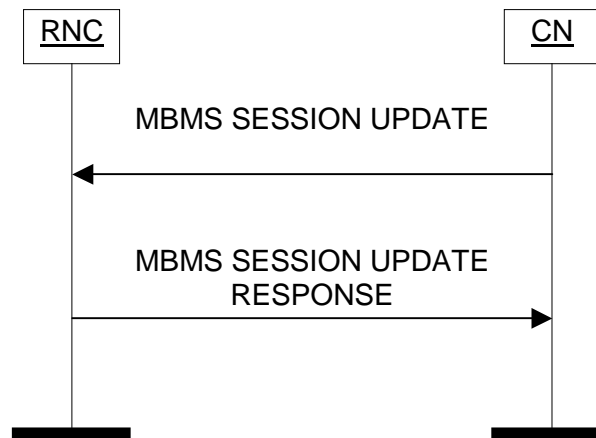 RNC
CN
MBMS SESSION UPDATE
MBMS SESSION UPDATE
RESPONSE